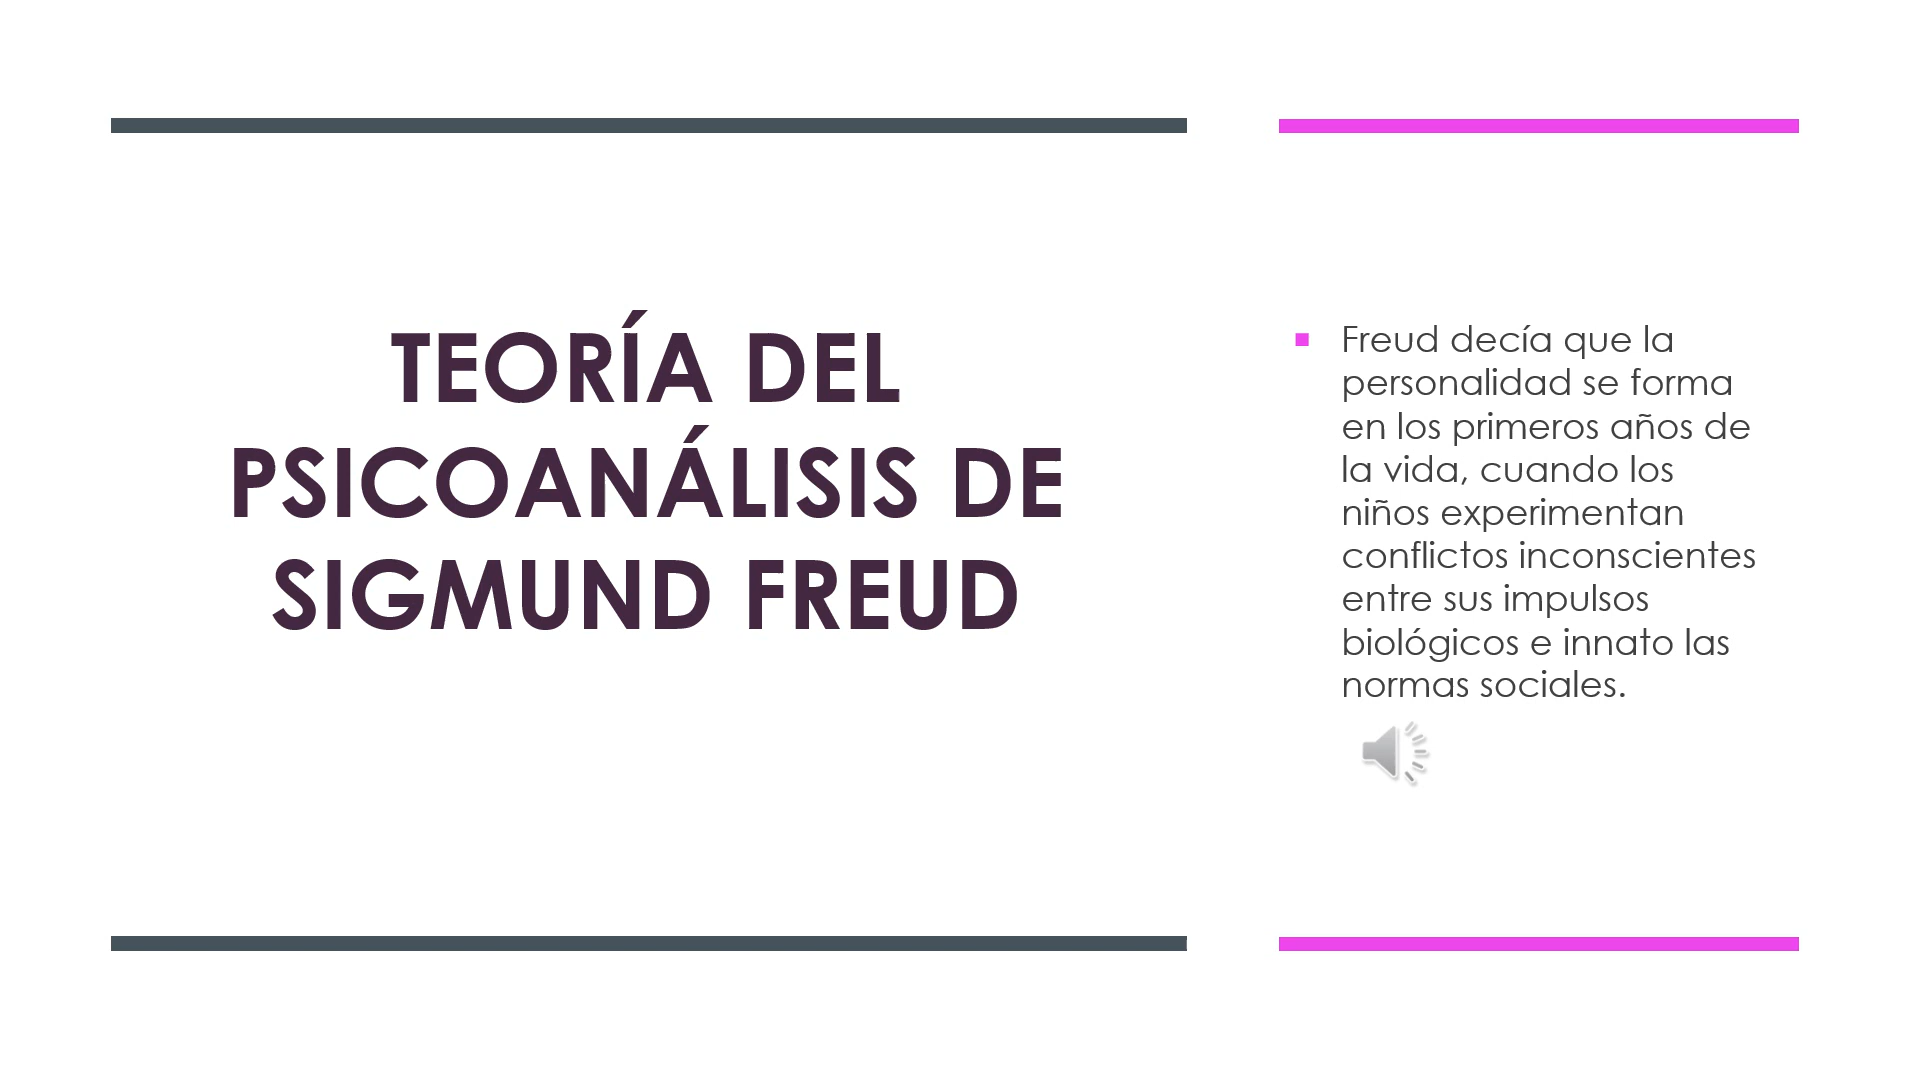 TEORÍA DEL
PSICOANÁLISIS DE
SIGMUND FREUD
Freud decía que la
personalidad se forma
en los primeros años de
la vida, cuando los
niños experimentan
conflictos inconscientes
entre sus impulsos
biológicos e innato las
normas sociales.